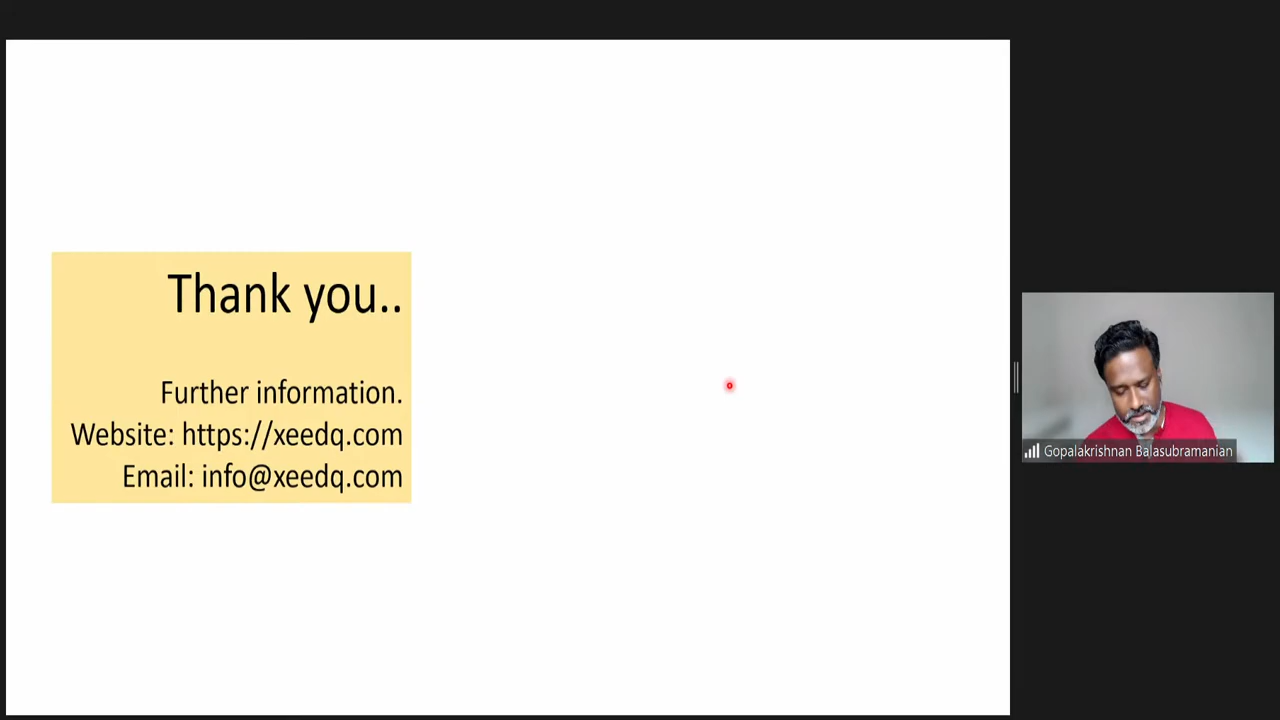 Thank you..
Further information.
Website: https://xeedq.com
Email: info@xeedq.com
Gopalakrishnan Balasubramanian